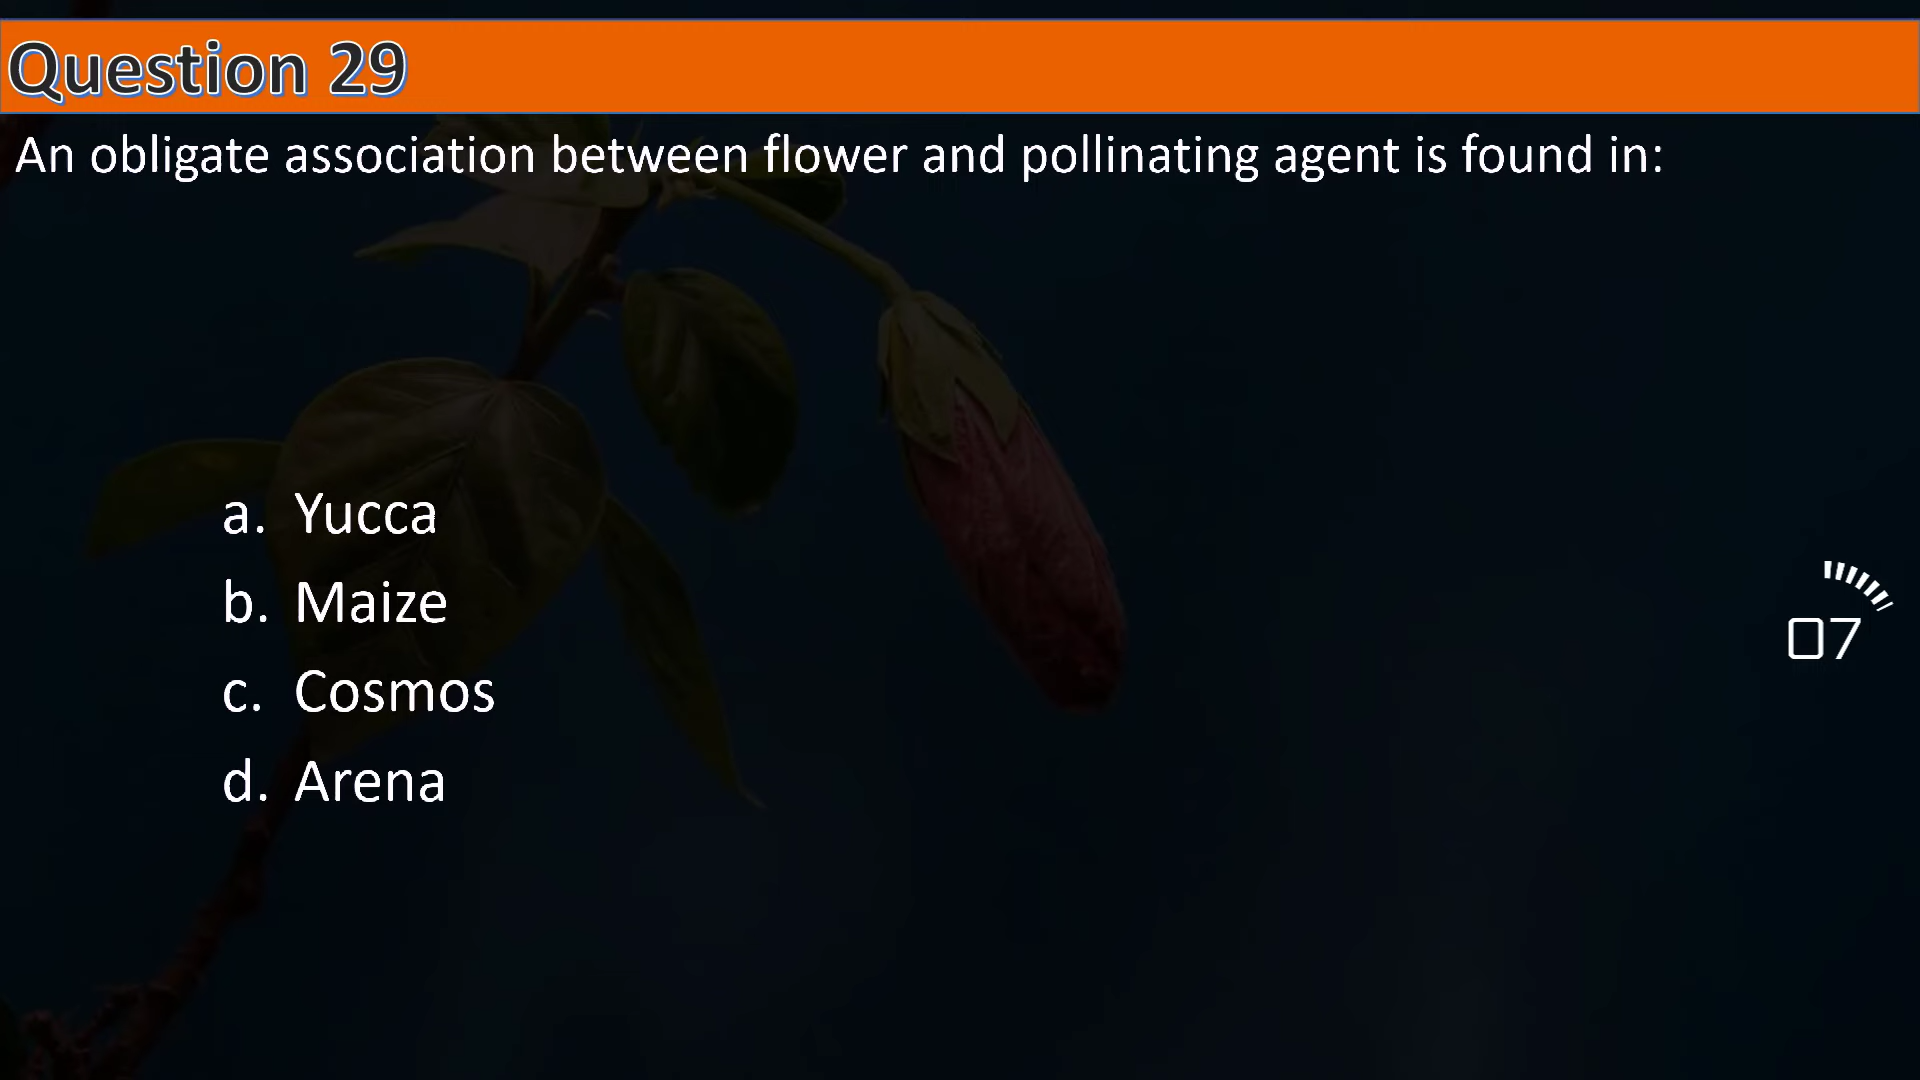 Question 29
An obligate association between flower and pollinating agent is found in:
a. Yucca
b. Maize
c. Cosmos
d. Arena
07